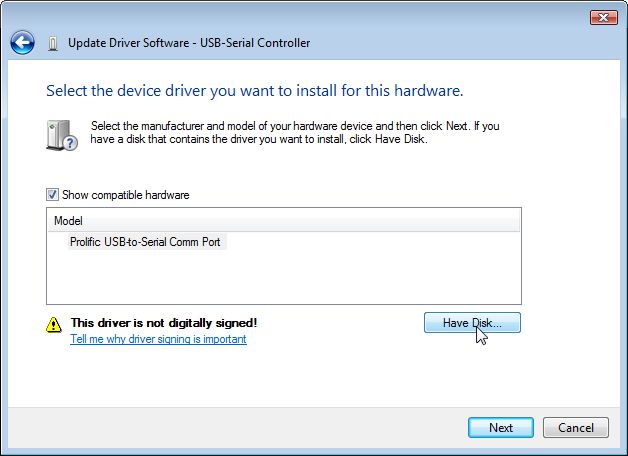 Update Driver Software - USB-Serial Controller
Select the device driver you want to install for this hardware.
Select the manufacturer and model of your hardware device and then click Next. If you
have a disk that contains the driver you want to install, click Have Disk.
Show compatible hardware
Model
Prolific USB-to-Serial Comm Port
This driver is not digitally signed!
Have Disk...
Tell me why driver signing is important
Next
Cancel